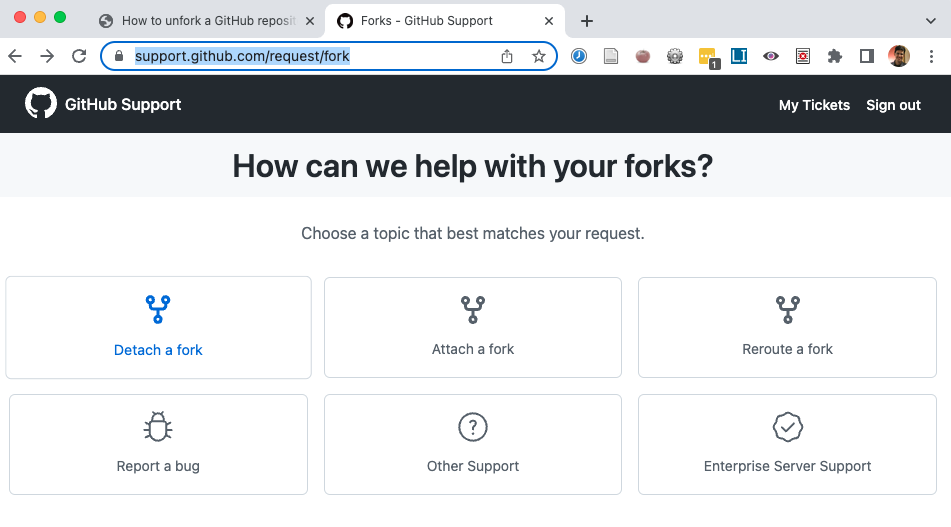 How to unfork a GitHub reposit
Forks - GitHub Support
support.github.com/request/fork
1
LI
GitHub Support
My Tickets
Sign out
How can we help with your forks?
Choose a topic that best matches your request.
Detach a fork
Attach a fork
Reroute a fork
Report a bug
Other Support
Enterprise Server Support